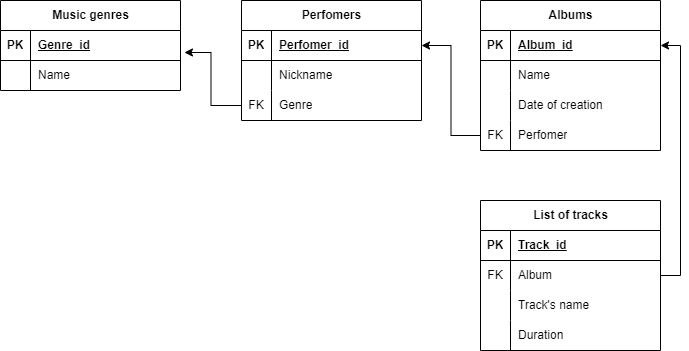 Music genres
PK Genre_id
Name
Perfomers
PK Perfomer_id
Nickname
FK Genre
Albums
PK Album_id
Name
Date of creation
FK Perfomer
List of tracks
PK Track_id
FK Album
Track's name
Duration